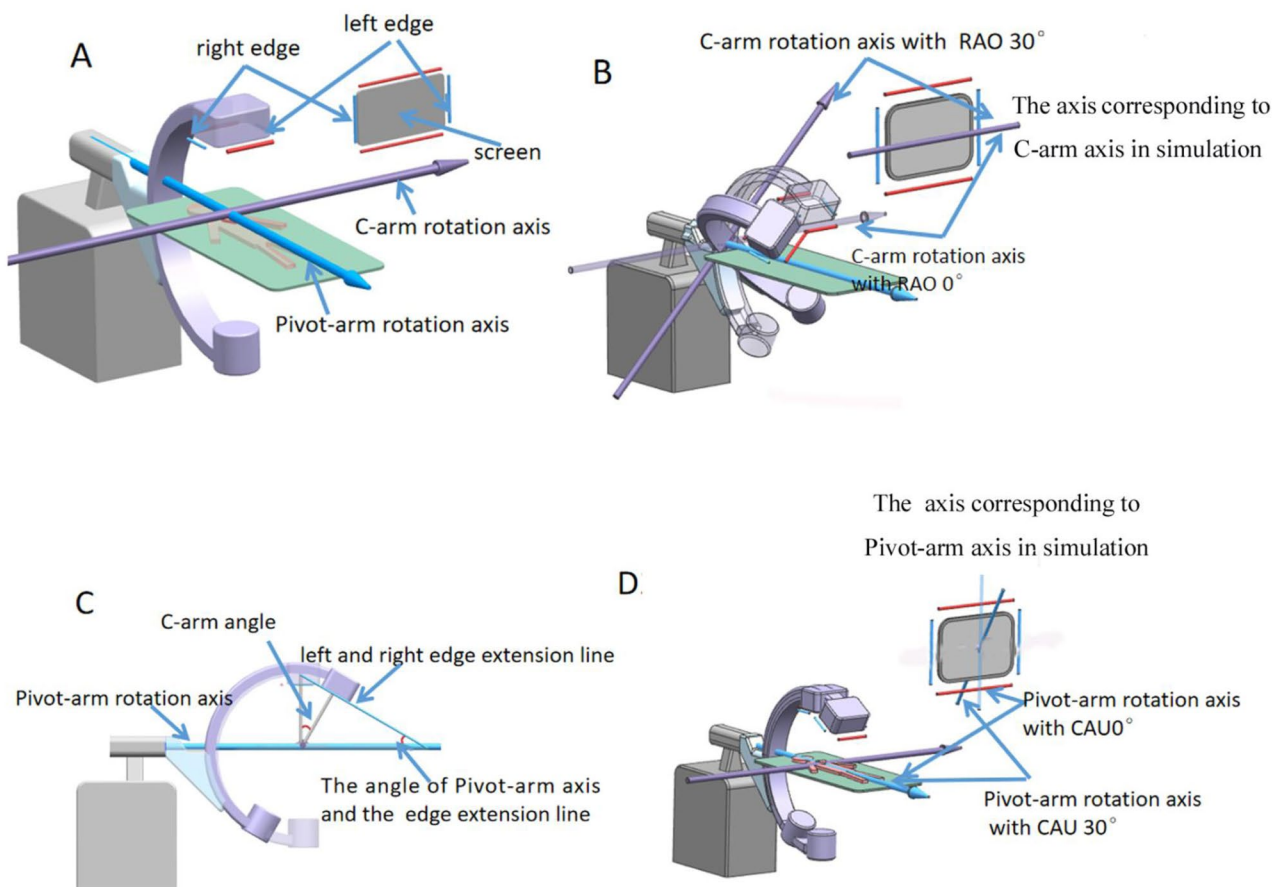 A
right edge
left edge
screen
C-arm rotation axis
Pivot-arm rotation axis
B
C-arm rotation axis with RAO 30°
The axis corresponding to
C-arm axis in simulation
C-arm rotation axis
with RAO 0°
C
C-arm angle
left and right edge extension line
Pivot-arm rotation axis
The angle of Pivot-arm axis
and the edge extension line
D
The axis corresponding to
Pivot-arm axis in simulation
Pivot-arm rotation axis
with CAU0°
Pivot-arm rotation axis
with CAU 30°